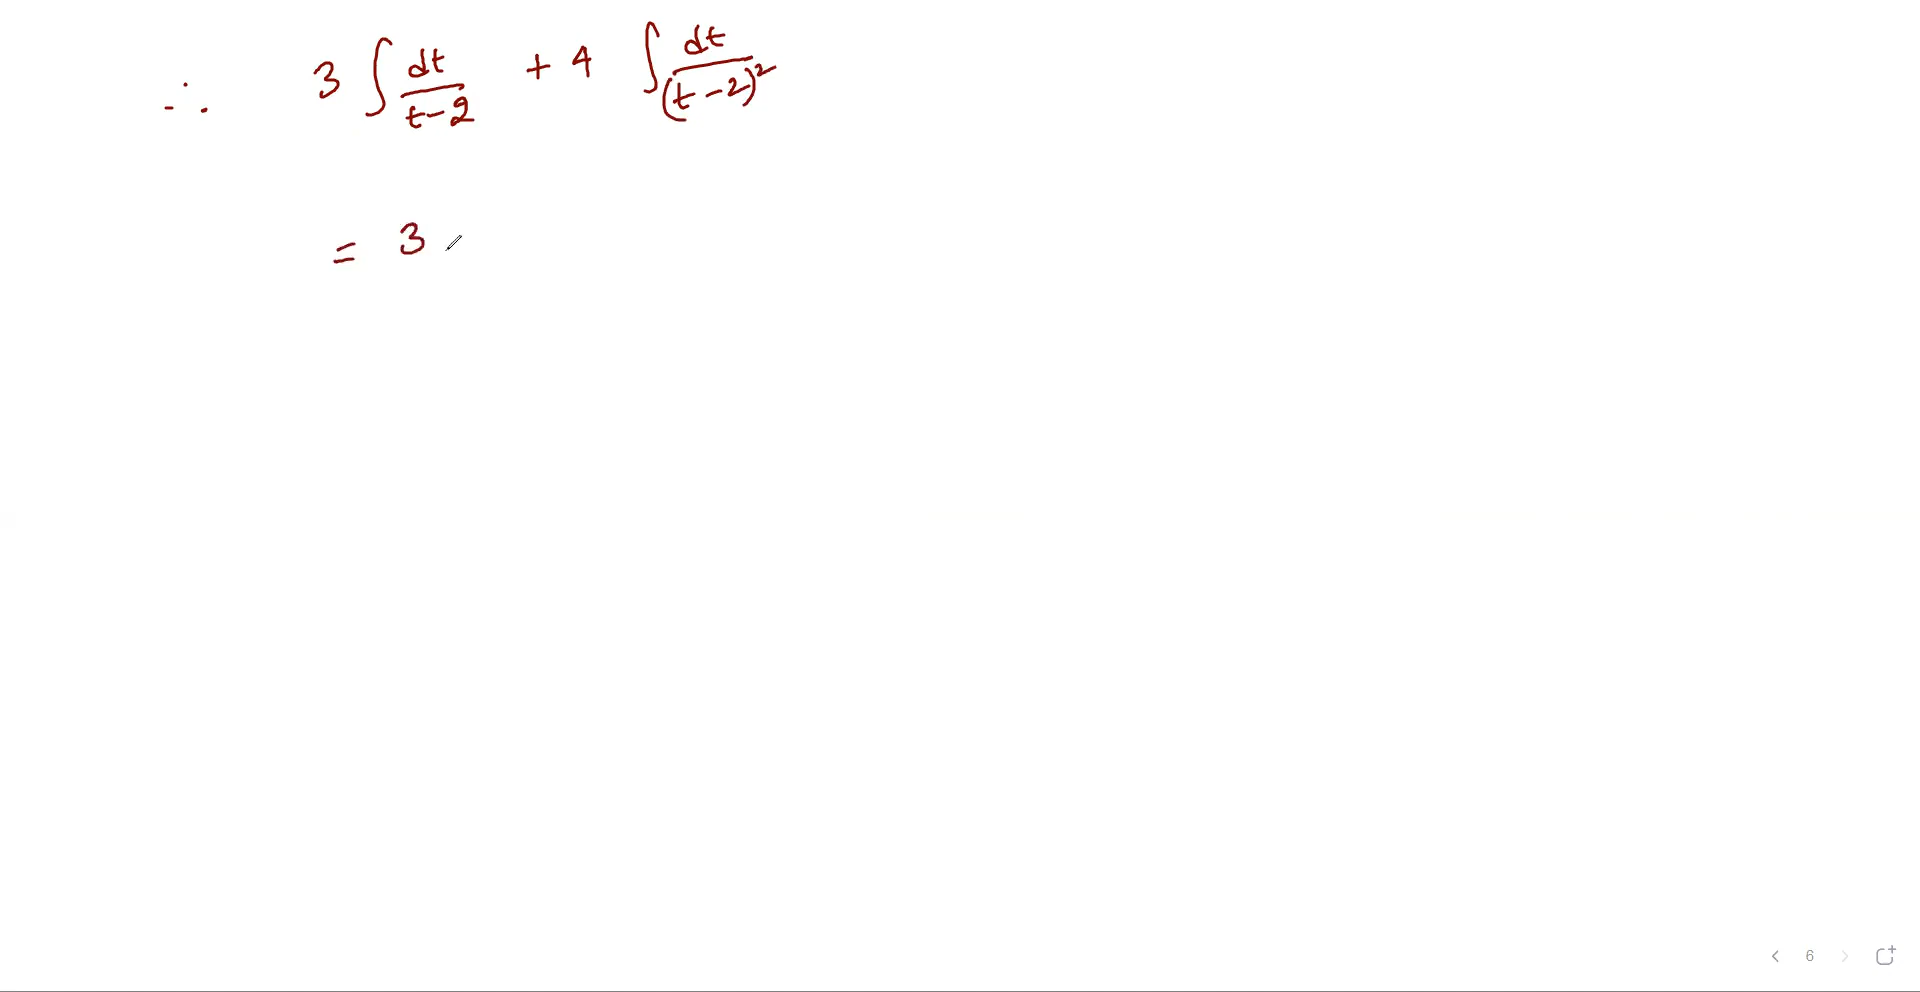 ∴ 3 ∫ dt/(t-2) + 4 ∫ dt/(t-2)²
= 3
6